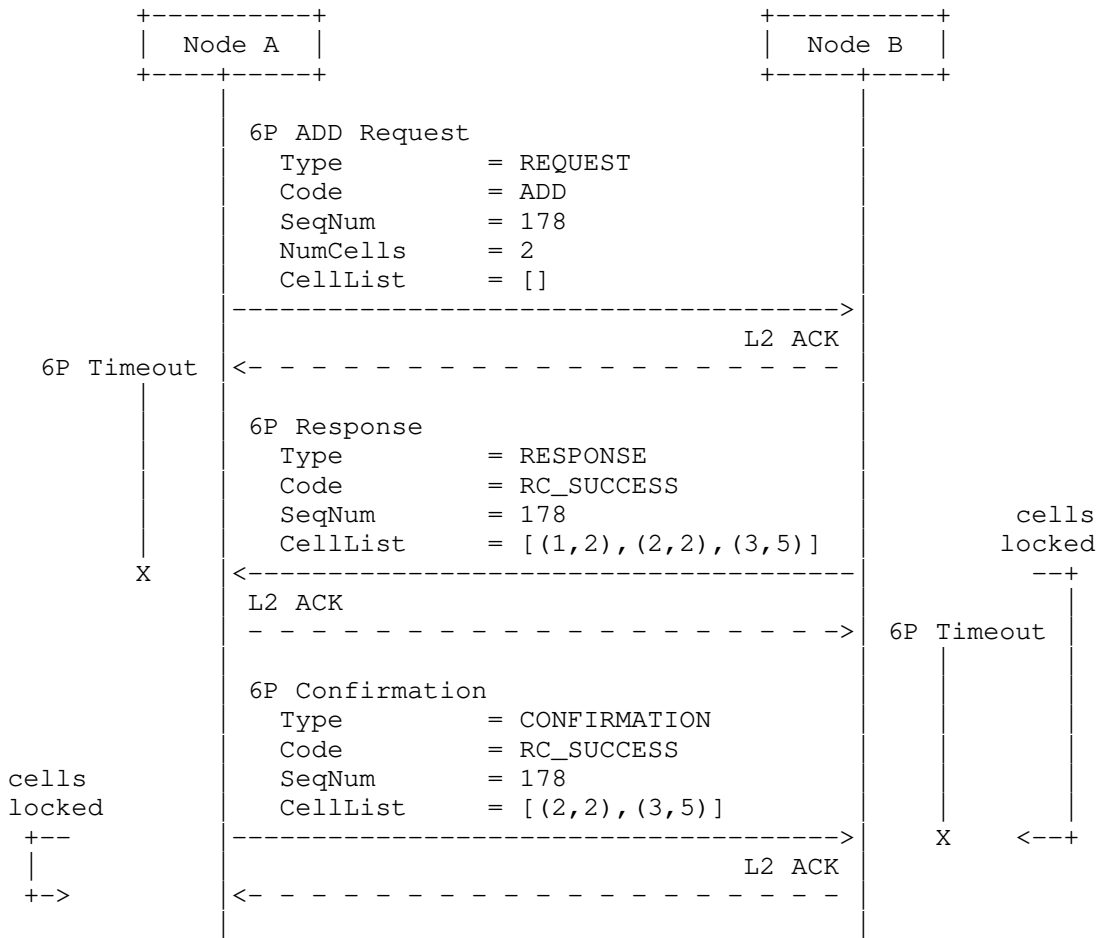 Node A Node B
6P ADD Request
Type = REQUEST
Code = ADD
SeqNum = 178
NumCells = 2
CellList = []
L2 ACK
6P Timeout
6P Response
Type = RESPONSE
Code = RC_SUCCESS
SeqNum = 178 cells
CellList = [(1,2),(2,2),(3,5)] locked
X
L2 ACK
6P Timeout
6P Confirmation
Type = CONFIRMATION
Code = RC_SUCCESS
cells SeqNum = 178
locked CellList = [(2,2),(3,5)]
X
L2 ACK